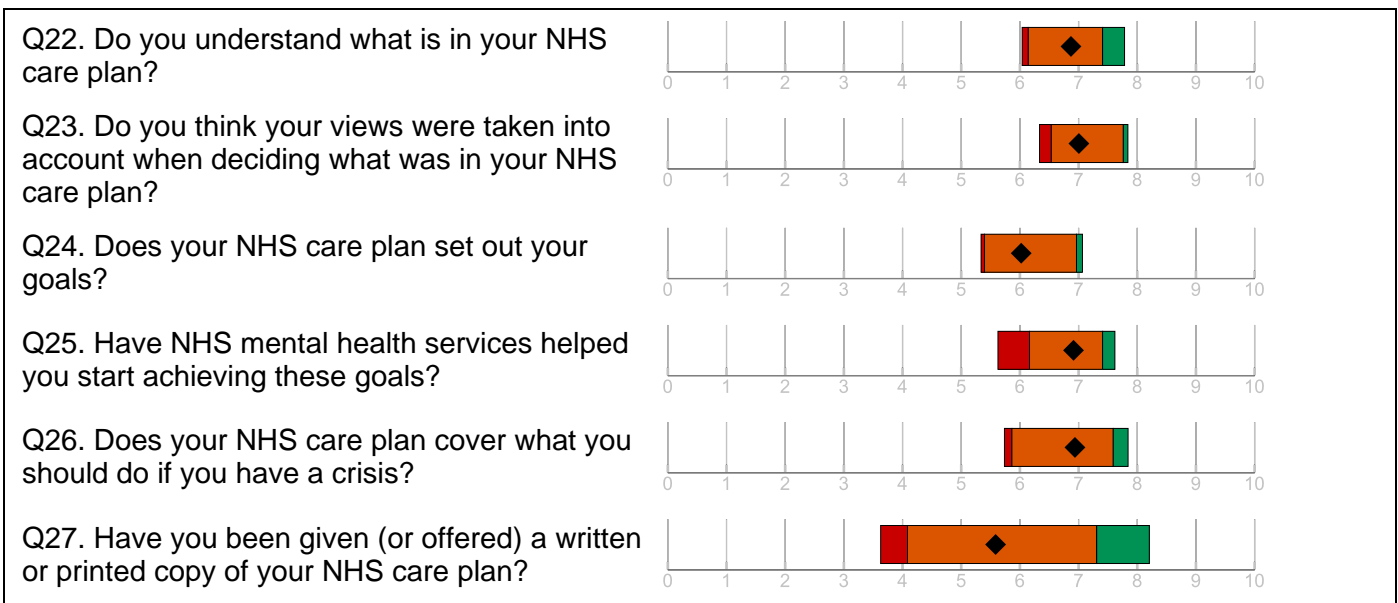 Q22. Do you understand what is in your NHS
care plan?
0 1 2 3 4 5 6 7 8 9 10
Q23. Do you think your views were taken into
account when deciding what was in your NHS
care plan?
0 1 2 3 4 5 6 7 8 9 10
Q24. Does your NHS care plan set out your
goals?
0 1 2 3 4 5 6 7 8 9 10
Q25. Have NHS mental health services helped
you start achieving these goals?
0 1 2 3 4 5 6 7 8 9 10
Q26. Does your NHS care plan cover what you
should do if you have a crisis?
0 1 2 3 4 5 6 7 8 9 10
Q27. Have you been given (or offered) a written
or printed copy of your NHS care plan?
0 1 2 3 4 5 6 7 8 9 10